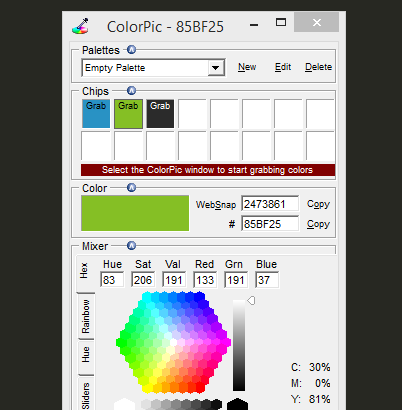 ColorPic - 85BF25
Palettes
Empty Palette New Edit Delete
Chips
Grab Grab Grab
Select the ColorPic window to start grabbing colors
Color
WebSnap 2473861 Copy
# 85BF25 Copy
Mixer
Hex
Hue Sat Val Red Grn Blue
83 206 191 133 191 37
Rainbow
Hue
Sliders
C: 30%
M: 0%
Y: 81%